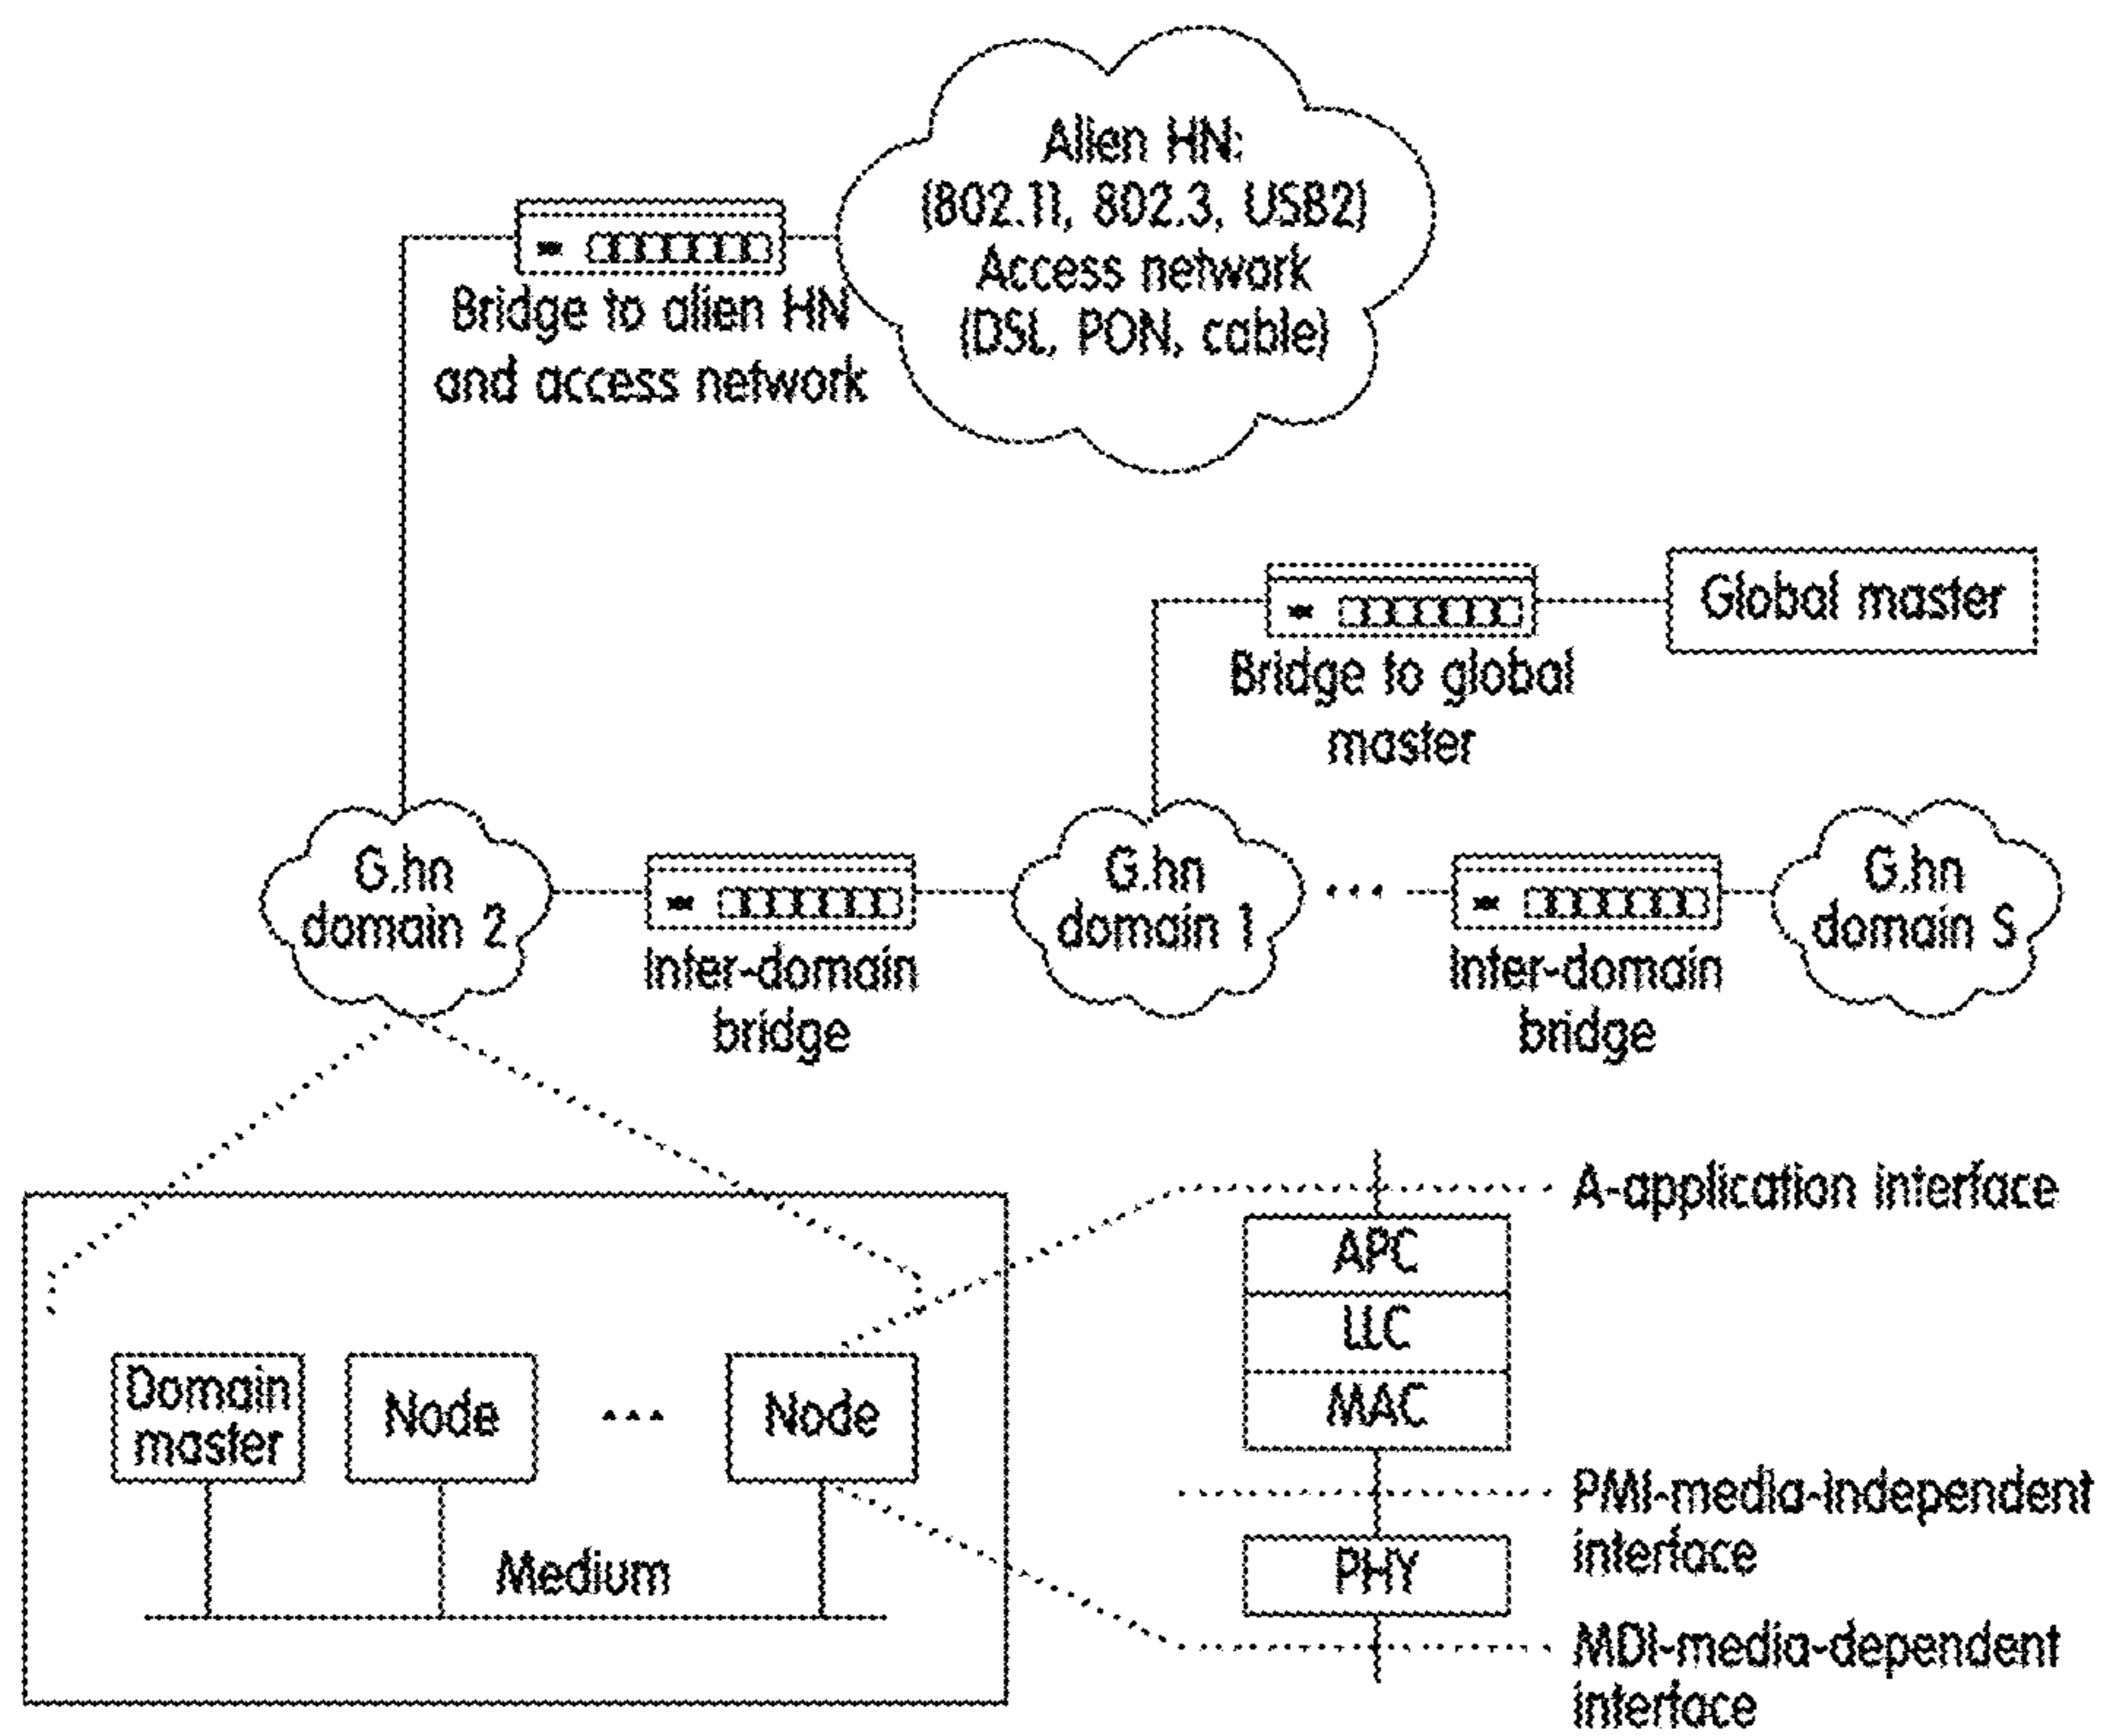 Alien HN:
(802.11, 802.3, USB2)
Access network
(DSL, PON, cable)
Bridge to alien HN
and access network
Global master
Bridge to global
master
G.hn
domain 2
Inter-domain
bridge
G.hn
domain 1
...
Inter-domain
bridge
G.hn
domain S
A-application interface
APC
LLC
MAC
PMI-media-independent
interface
PHY
MDI-media-dependent
interface
Domain
master
Node
...
Node
Medium